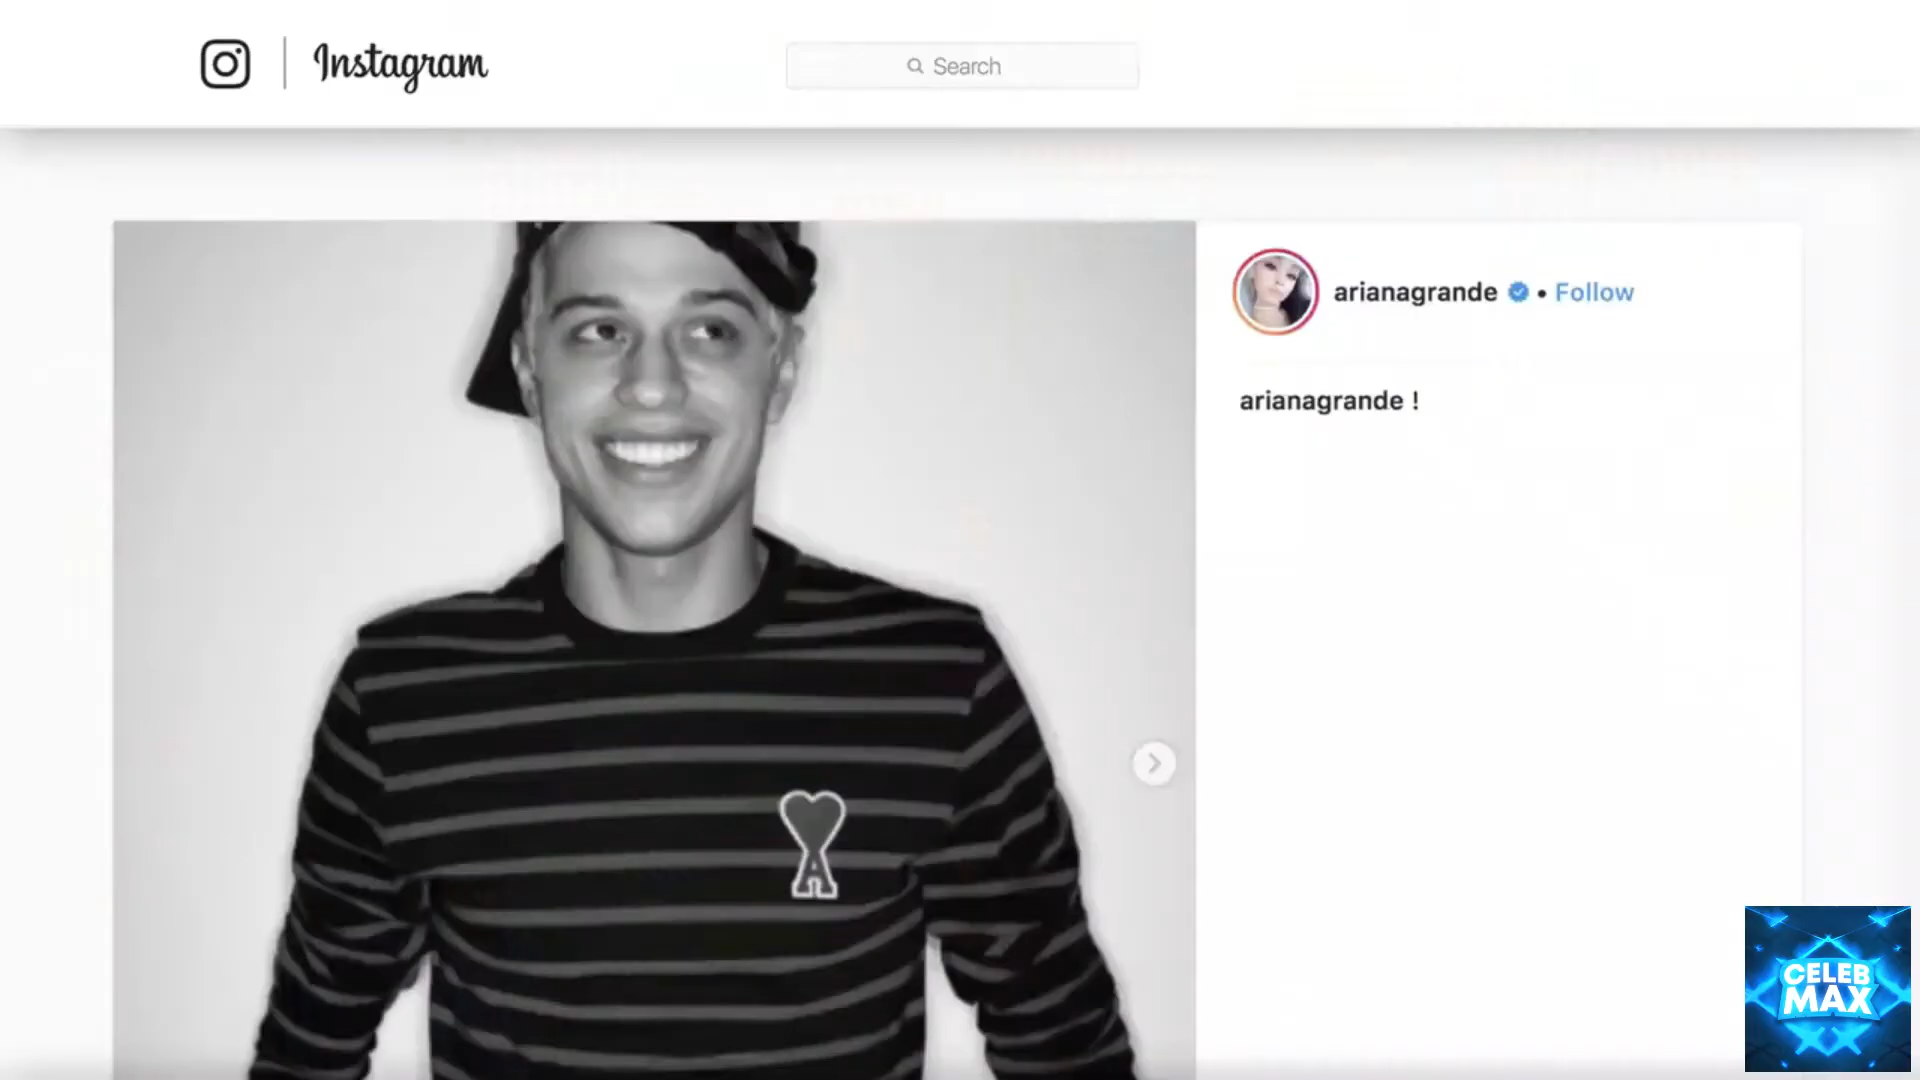 Instagram
Search
arianagrande • Follow
arianagrande !
A
CELEB
MAX